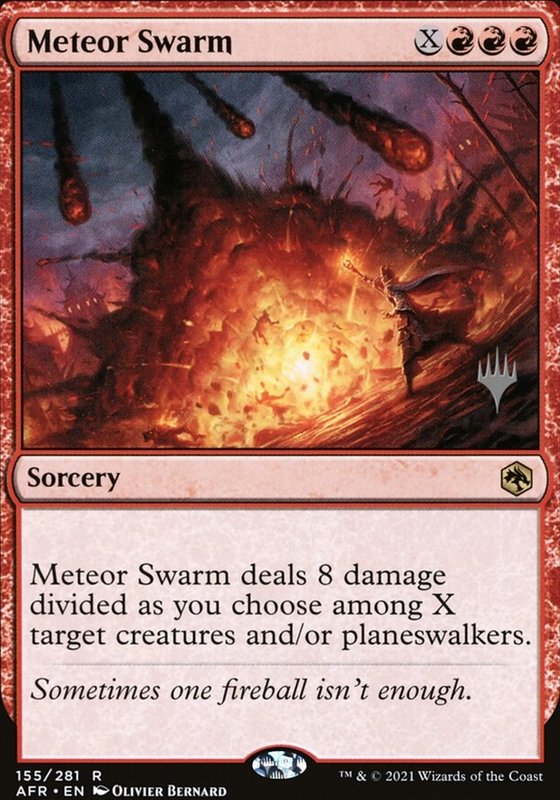 Meteor Swarm X
Sorcery
Meteor Swarm deals 8 damage
divided as you choose among X
target creatures and/or planeswalkers.
Sometimes one fireball isn't enough.
155/281 R
AFR • EN Olivier Bernard
™ & © 2021 Wizards of the Coast